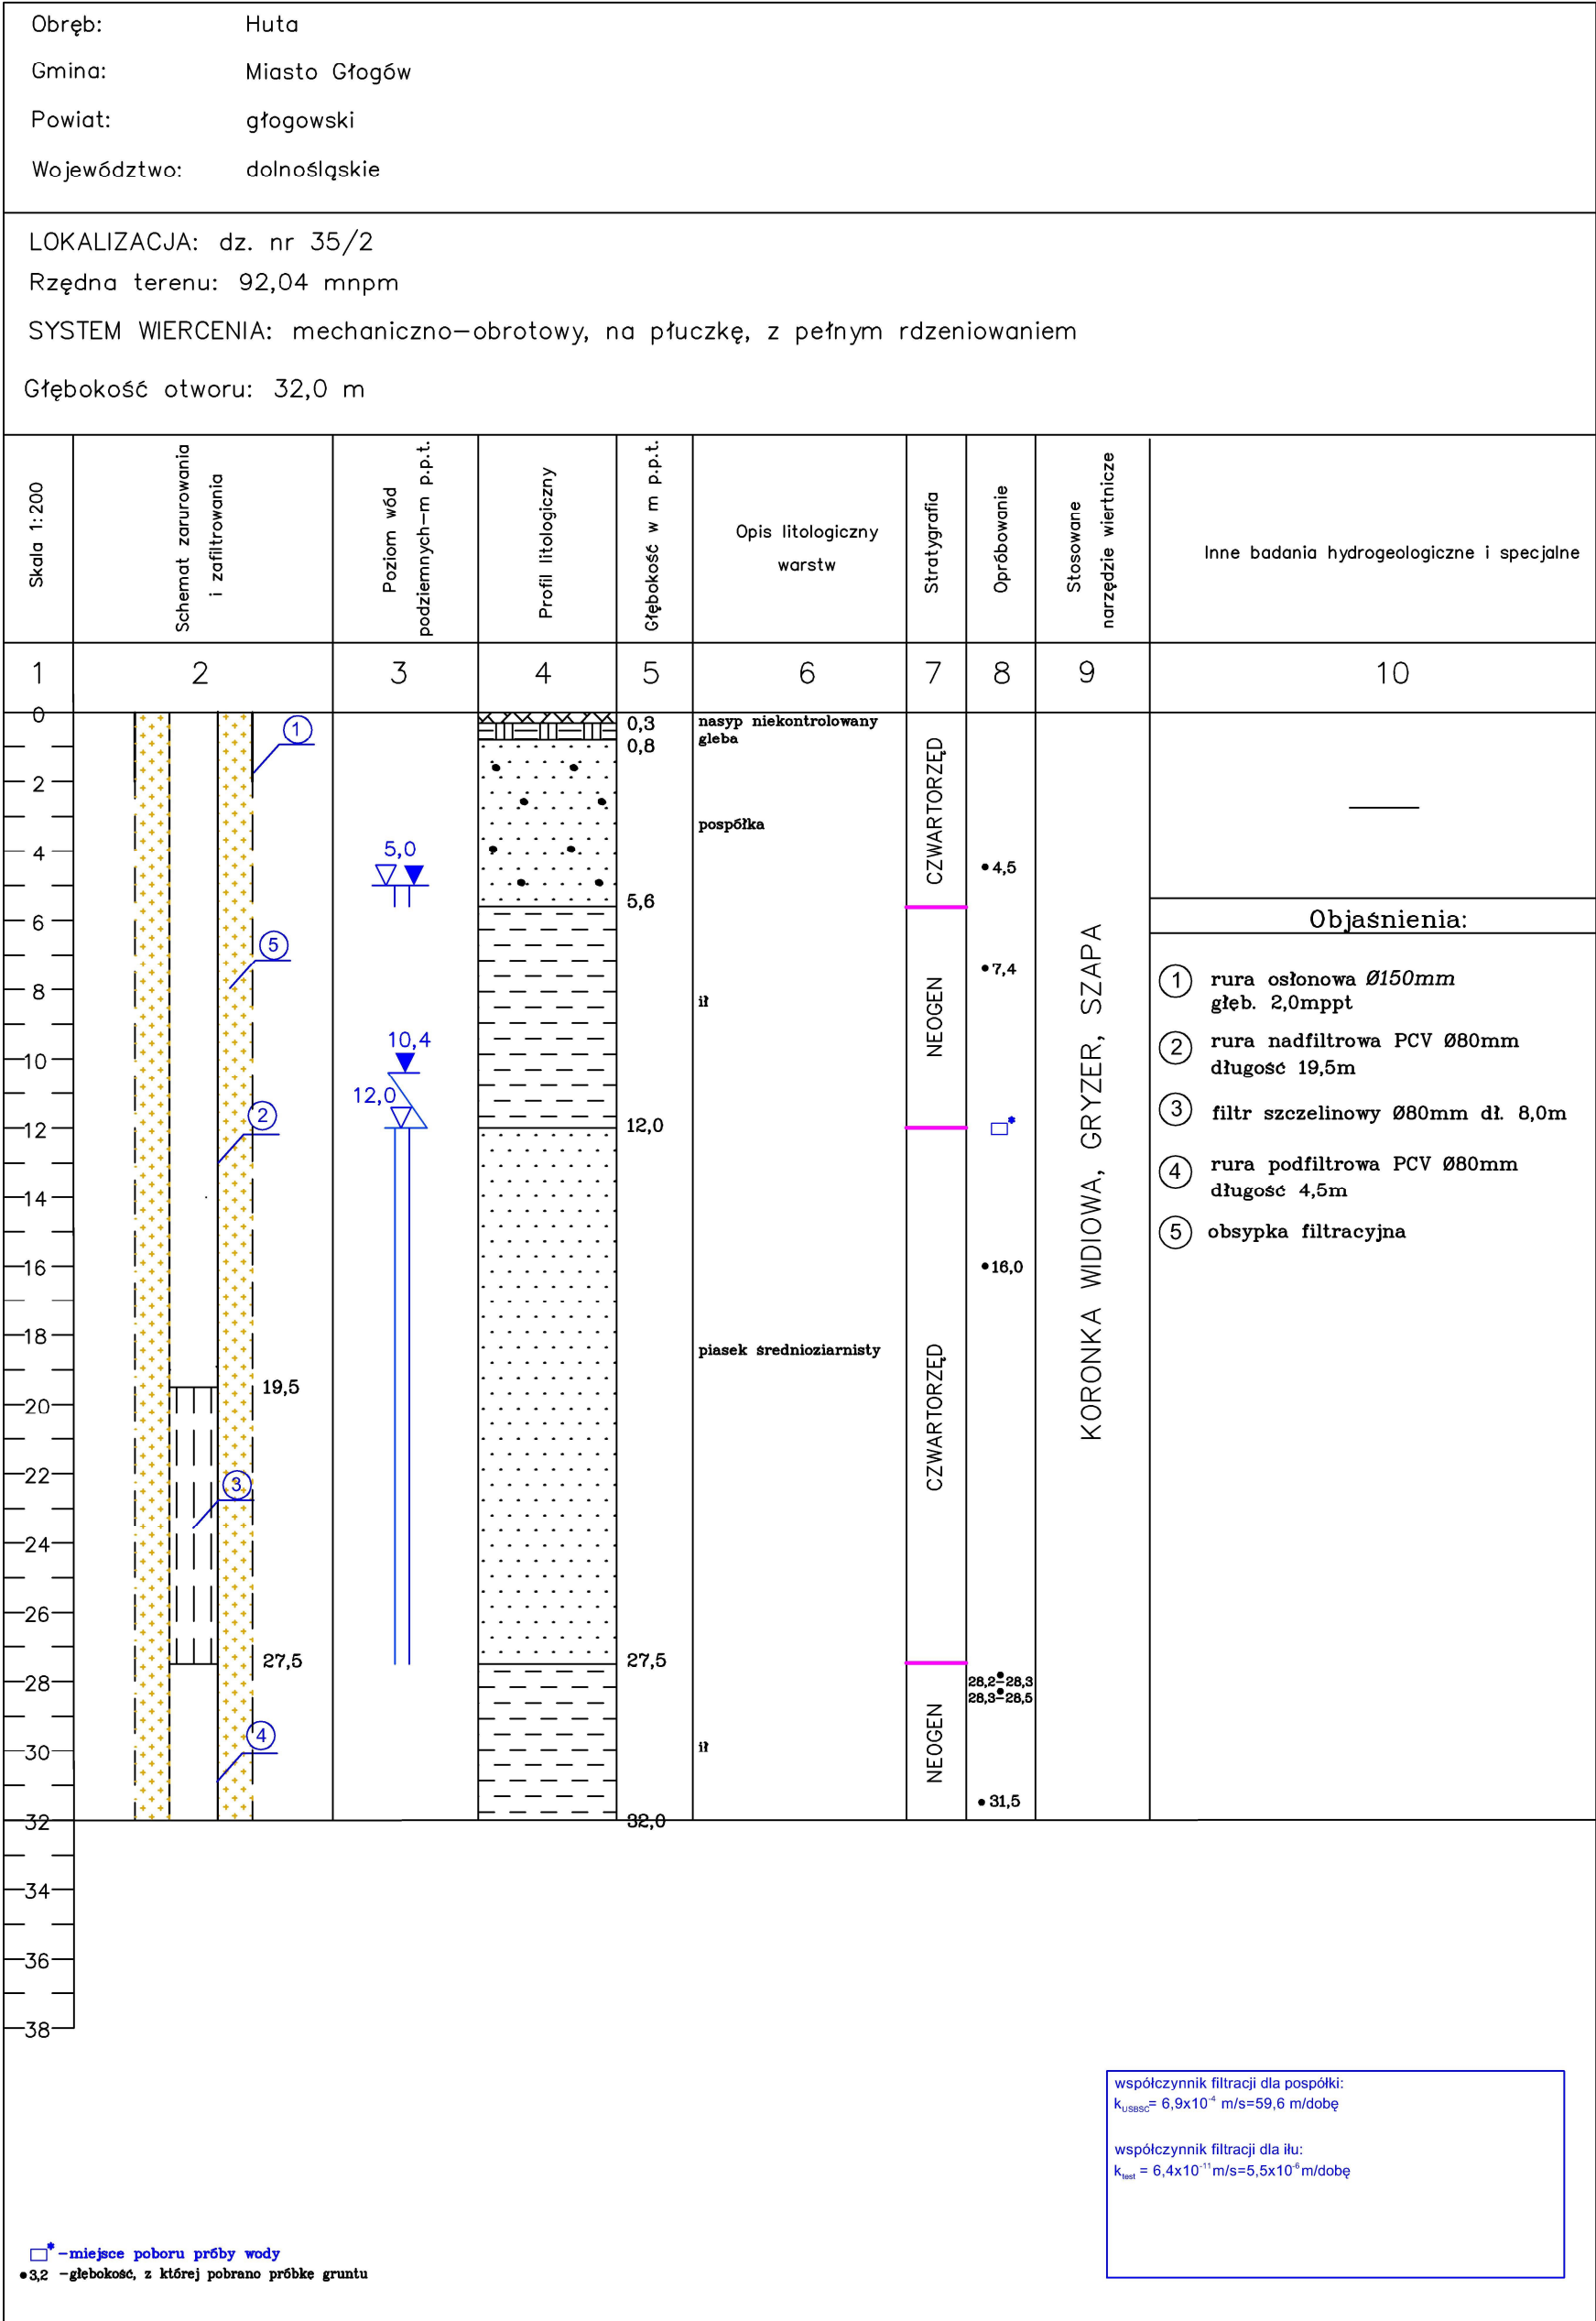 Obręb: Huta
Gmina: Miasto Głogów
Powiat: głogowski
Województwo: dolnośląskie
LOKALIZACJA: dz. nr 35/2
Rzędna terenu: 92,04 mnpm
SYSTEM WIERCENIA: mechaniczno-obrotowy, na płuczkę, z pełnym rdzeniowaniem
Głębokość otworu: 32,0 m
Skala 1:200
Schemat zarurowania
i zafiltrowania
Poziom wód
podziemnych-m p.p.t.
Profil litologiczny
Głębokość w m p.p.t.
Opis litologiczny
warstw
Stratygrafia
Opróbowanie
Stosowane
narzędzie wiertnicze
Inne badania hydrogeologiczne i specjalne
1 2 3 4 5 6 7 8 9 10
0
2
4
6
8
10
12
14
16
18
20
22
24
26
28
30
32
34
36
38
1
5
2
19,5
3
27,5
4
5,0
10,4
12,0
0,3
0,8
5,6
12,0
27,5
32,0
nasyp niekontrolowany
gleba
pospółka
ił
piasek średnioziarnisty
ił
CZWARTORZĘD
NEOGEN
CZWARTORZĘD
NEOGEN
4,5
7,4
*
16,0
28,2-28,3
28,3-28,5
31,5
KORONKA WIDIOWA, GRYZER, SZAPA
Objaśnienia:
1 rura osłonowa Ø150mm
głęb. 2,0mppt
2 rura nadfiltrowa PCV Ø80mm
długość 19,5m
3 filtr szczelinowy Ø80mm dł. 8,0m
4 rura podfiltrowa PCV Ø80mm
długość 4,5m
5 obsypka filtracyjna
współczynnik filtracji dla pospółki:
k_USBSC= 6,9x10⁻⁴ m/s=59,6 m/dobę
współczynnik filtracji dla iłu:
k_test = 6,4x10⁻¹¹m/s=5,5x10⁻⁶m/dobę
* -miejsce poboru próby wody
3,2 -głębokość, z której pobrano próbkę gruntu